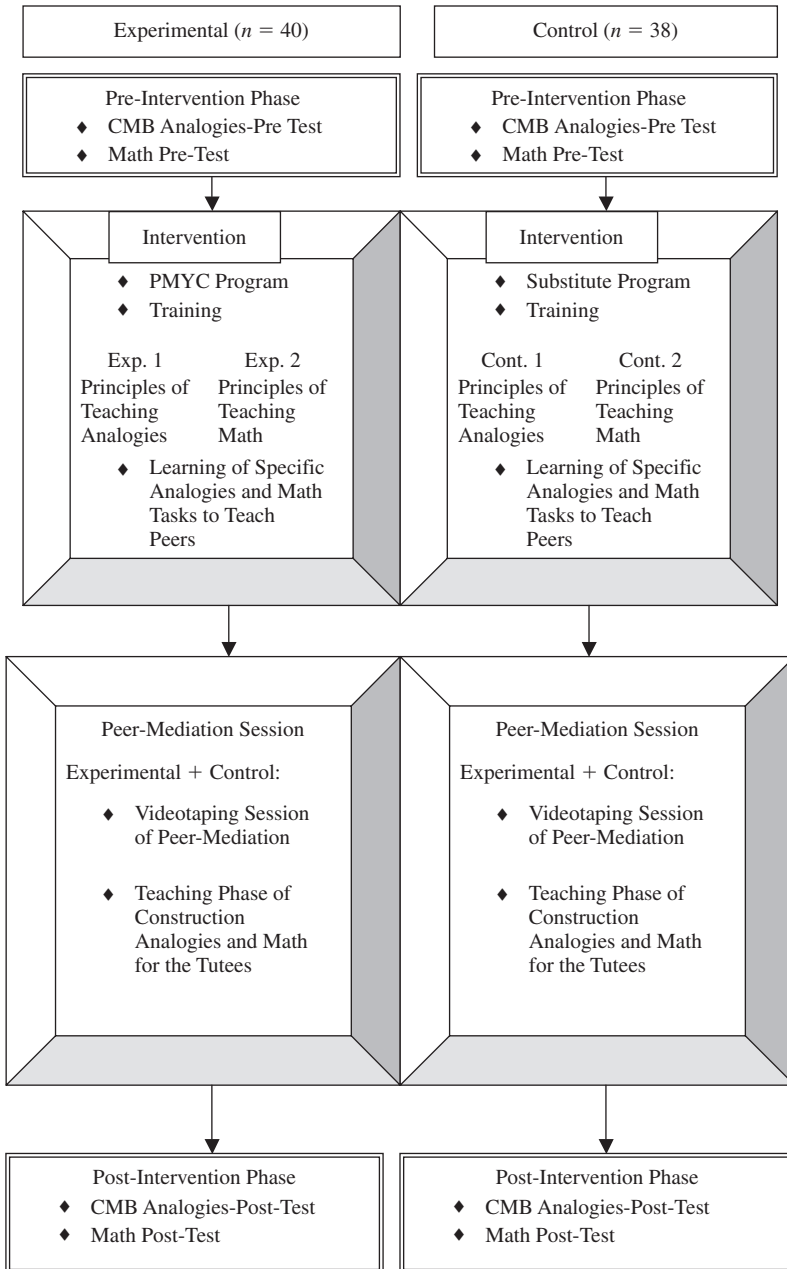 Experimental (n = 40)
Control (n = 38)
Pre-Intervention Phase
♦ CMB Analogies-Pre Test
♦ Math Pre-Test
Pre-Intervention Phase
♦ CMB Analogies-Pre Test
♦ Math Pre-Test
Intervention
♦ PMYC Program
♦ Training
Exp. 1
Principles of
Teaching
Analogies
Exp. 2
Principles of
Teaching
Math
♦ Learning of Specific
Analogies and Math
Tasks to Teach
Peers
Intervention
♦ Substitute Program
♦ Training
Cont. 1
Principles of
Teaching
Analogies
Cont. 2
Principles of
Teaching
Math
♦ Learning of Specific
Analogies and Math
Tasks to Teach
Peers
Peer-Mediation Session
Experimental + Control:
♦ Videotaping Session
of Peer-Mediation
♦ Teaching Phase of
Construction
Analogies and Math
for the Tutees
Peer-Mediation Session
Experimental + Control:
♦ Videotaping Session
of Peer-Mediation
♦ Teaching Phase of
Construction
Analogies and Math
for the Tutees
Post-Intervention Phase
♦ CMB Analogies-Post-Test
♦ Math Post-Test
Post-Intervention Phase
♦ CMB Analogies-Post-Test
♦ Math Post-Test